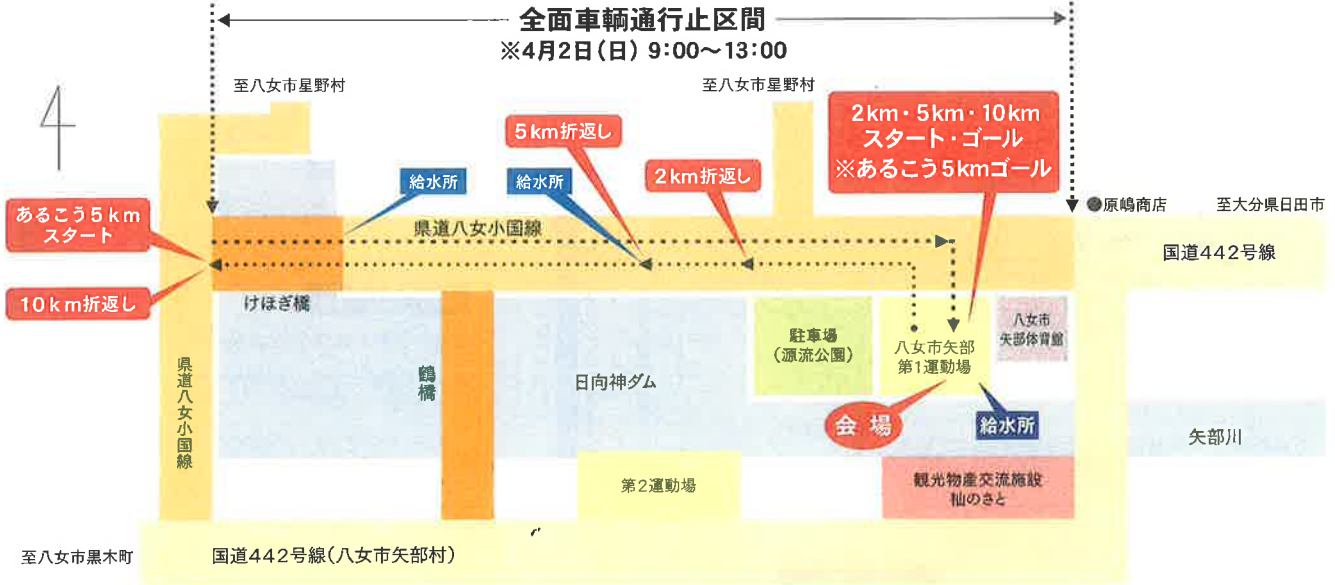 全面車輌通行止区間
※4月2日(日) 9:00〜13:00
至八女市星野村
至八女市星野村
2km・5km・10km
スタート・ゴール
※あるこう5kmゴール
5km折返し
2km折返し
給水所
給水所
あるこう5km
スタート
●原嶋商店
至大分県日田市
県道八女小国線
国道442号線
10km折返し
けほぎ橋
駐車場
(源流公園)
八女市矢部
第1運動場
八女市
矢部体育館
県道八女小国線
鶴橋
日向神ダム
会場
給水所
矢部川
第2運動場
観光物産交流施設
杣のさと
至八女市黒木町
国道442号線(八女市矢部村)